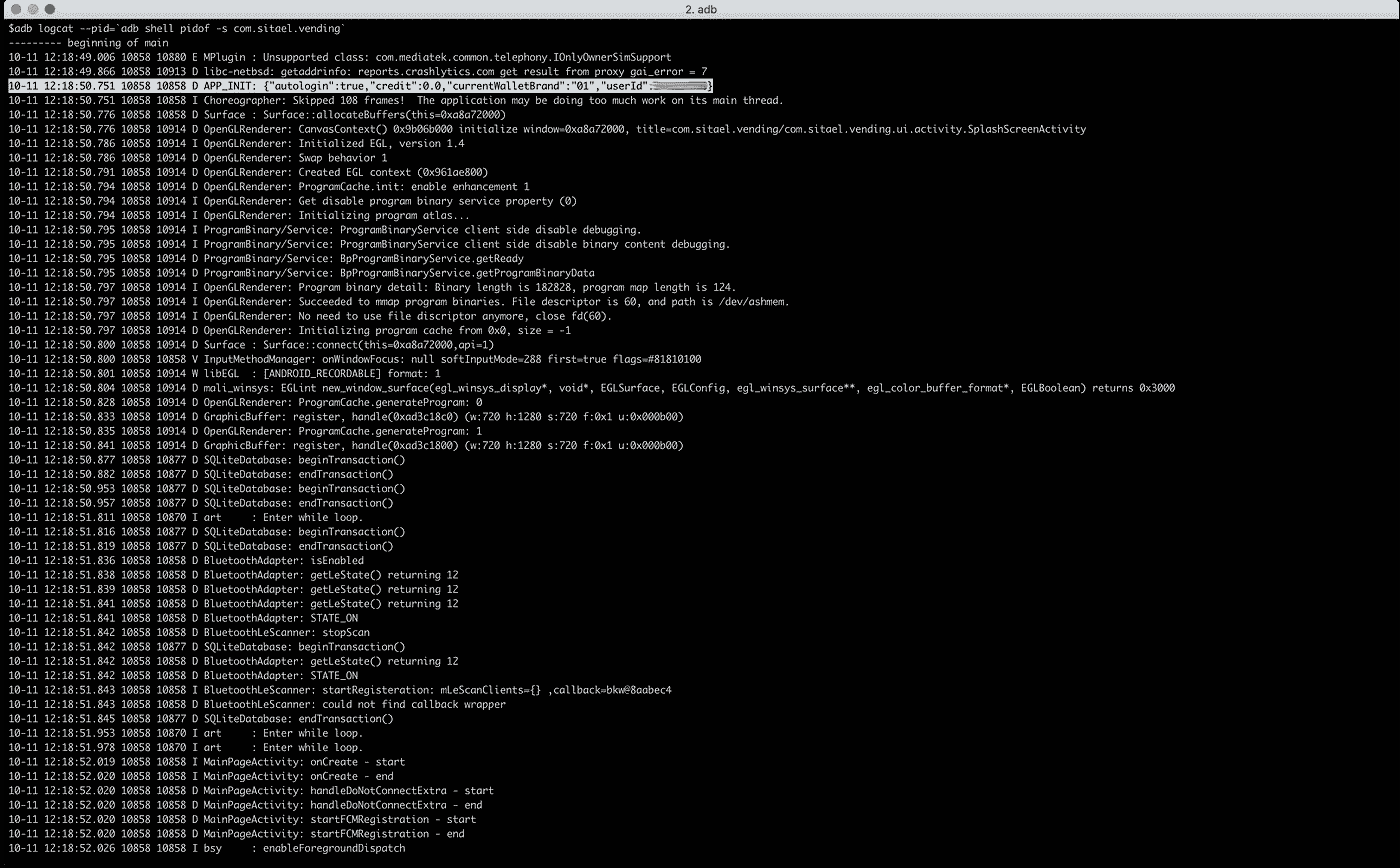 2. adb
$adb logcat --pid=`adb shell pidof -s com.sitael.vending`
--------- beginning of main
10-11 12:18:49.006 10858 10880 E MPlugin : Unsupported class: com.mediatek.common.telephony.IOnlyOwnerSimSupport
10-11 12:18:49.866 10858 10913 D libc-netbsd: getaddrinfo: reports.crashlytics.com get result from proxy gai_error = 7
10-11 12:18:50.751 10858 10858 D APP_INIT: {"autologin":true,"credit":0.0,"currentWalletBrand":"01","userId": }
10-11 12:18:50.751 10858 10858 I Choreographer: Skipped 108 frames!  The application may be doing too much work on its main thread.
10-11 12:18:50.776 10858 10858 D Surface : Surface::allocateBuffers(this=0xa8a72000)
10-11 12:18:50.776 10858 10914 D OpenGLRenderer: CanvasContext() 0x9b06b000 initialize window=0xa8a72000, title=com.sitael.vending/com.sitael.vending.ui.activity.SplashScreenActivity
10-11 12:18:50.786 10858 10914 I OpenGLRenderer: Initialized EGL, version 1.4
10-11 12:18:50.786 10858 10914 D OpenGLRenderer: Swap behavior 1
10-11 12:18:50.791 10858 10914 D OpenGLRenderer: Created EGL context (0x961ae800)
10-11 12:18:50.794 10858 10914 D OpenGLRenderer: ProgramCache.init: enable enhancement 1
10-11 12:18:50.794 10858 10914 I OpenGLRenderer: Get disable program binary service property (0)
10-11 12:18:50.794 10858 10914 I OpenGLRenderer: Initializing program atlas...
10-11 12:18:50.795 10858 10914 I ProgramBinary/Service: ProgramBinaryService client side disable debugging.
10-11 12:18:50.795 10858 10914 I ProgramBinary/Service: ProgramBinaryService client side disable binary content debugging.
10-11 12:18:50.795 10858 10914 D ProgramBinary/Service: BpProgramBinaryService.getReady
10-11 12:18:50.795 10858 10914 D ProgramBinary/Service: BpProgramBinaryService.getProgramBinaryData
10-11 12:18:50.797 10858 10914 I OpenGLRenderer: Program binary detail: Binary length is 182828, program map length is 124.
10-11 12:18:50.797 10858 10914 I OpenGLRenderer: Succeeded to mmap program binaries. File descriptor is 60, and path is /dev/ashmem.
10-11 12:18:50.797 10858 10914 I OpenGLRenderer: No need to use file discriptor anymore, close fd(60).
10-11 12:18:50.797 10858 10914 D OpenGLRenderer: Initializing program cache from 0x0, size = -1
10-11 12:18:50.800 10858 10914 D Surface : Surface::connect(this=0xa8a72000,api=1)
10-11 12:18:50.800 10858 10858 V InputMethodManager: onWindowFocus: null softInputMode=288 first=true flags=#81810100
10-11 12:18:50.801 10858 10914 W libEGL  : [ANDROID_RECORDABLE] format: 1
10-11 12:18:50.804 10858 10914 D mali_winsys: EGLint new_window_surface(egl_winsys_display*, void*, EGLSurface, EGLConfig, egl_winsys_surface**, egl_color_buffer_format*, EGLBoolean) returns 0x3000
10-11 12:18:50.828 10858 10914 D OpenGLRenderer: ProgramCache.generateProgram: 0
10-11 12:18:50.833 10858 10914 D GraphicBuffer: register, handle(0xad3c18c0) (w:720 h:1280 s:720 f:0x1 u:0x000b00)
10-11 12:18:50.835 10858 10914 D OpenGLRenderer: ProgramCache.generateProgram: 1
10-11 12:18:50.841 10858 10914 D GraphicBuffer: register, handle(0xad3c1800) (w:720 h:1280 s:720 f:0x1 u:0x000b00)
10-11 12:18:50.877 10858 10877 D SQLiteDatabase: beginTransaction()
10-11 12:18:50.882 10858 10877 D SQLiteDatabase: endTransaction()
10-11 12:18:50.953 10858 10877 D SQLiteDatabase: beginTransaction()
10-11 12:18:50.957 10858 10877 D SQLiteDatabase: endTransaction()
10-11 12:18:51.811 10858 10870 I art     : Enter while loop.
10-11 12:18:51.816 10858 10877 D SQLiteDatabase: beginTransaction()
10-11 12:18:51.819 10858 10877 D SQLiteDatabase: endTransaction()
10-11 12:18:51.836 10858 10858 D BluetoothAdapter: isEnabled
10-11 12:18:51.838 10858 10858 D BluetoothAdapter: getLeState() returning 12
10-11 12:18:51.839 10858 10858 D BluetoothAdapter: getLeState() returning 12
10-11 12:18:51.841 10858 10858 D BluetoothAdapter: getLeState() returning 12
10-11 12:18:51.841 10858 10858 D BluetoothAdapter: STATE_ON
10-11 12:18:51.842 10858 10858 D BluetoothLeScanner: stopScan
10-11 12:18:51.842 10858 10877 D SQLiteDatabase: beginTransaction()
10-11 12:18:51.842 10858 10858 D BluetoothAdapter: getLeState() returning 12
10-11 12:18:51.842 10858 10858 D BluetoothAdapter: STATE_ON
10-11 12:18:51.843 10858 10858 I BluetoothLeScanner: startRegisteration: mLeScanClients={} ,callback=bkw@8aabec4
10-11 12:18:51.843 10858 10858 D BluetoothLeScanner: could not find callback wrapper
10-11 12:18:51.845 10858 10877 D SQLiteDatabase: endTransaction()
10-11 12:18:51.953 10858 10870 I art     : Enter while loop.
10-11 12:18:51.978 10858 10870 I art     : Enter while loop.
10-11 12:18:52.019 10858 10858 I MainPageActivity: onCreate - start
10-11 12:18:52.020 10858 10858 I MainPageActivity: onCreate - end
10-11 12:18:52.020 10858 10858 D MainPageActivity: handleDoNotConnectExtra - start
10-11 12:18:52.020 10858 10858 D MainPageActivity: handleDoNotConnectExtra - end
10-11 12:18:52.020 10858 10858 D MainPageActivity: startFCMRegistration - start
10-11 12:18:52.020 10858 10858 D MainPageActivity: startFCMRegistration - end
10-11 12:18:52.026 10858 10858 I bsy     : enableForegroundDispatch